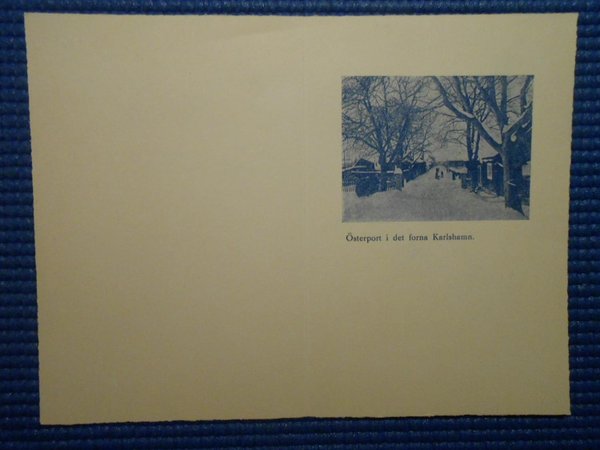 Österport i det forna Karlshamn.